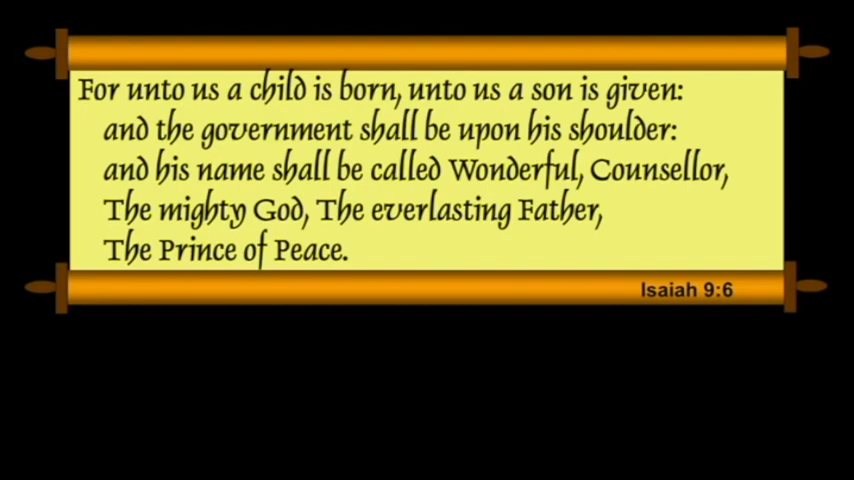 For unto us a child is born, unto us a son is given:
and the government shall be upon his shoulder:
and his name shall be called Wonderful, Counsellor,
The mighty God, The everlasting Father,
The Prince of Peace.
Isaiah 9:6